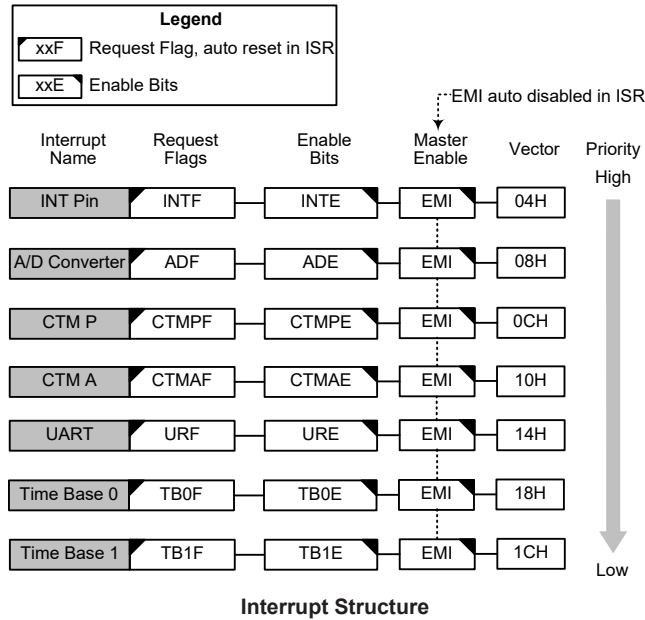 Legend
xxF Request Flag, auto reset in ISR
xxE Enable Bits
EMI auto disabled in ISR
Interrupt Name Request Flags Enable Bits Master Enable Vector Priority
High
INT Pin INTF INTE EMI 04H
A/D Converter ADF ADE EMI 08H
CTM P CTMPF CTMPE EMI 0CH
CTM A CTMAF CTMAE EMI 10H
UART URF URE EMI 14H
Time Base 0 TB0F TB0E EMI 18H
Time Base 1 TB1F TB1E EMI 1CH
Low
Interrupt Structure